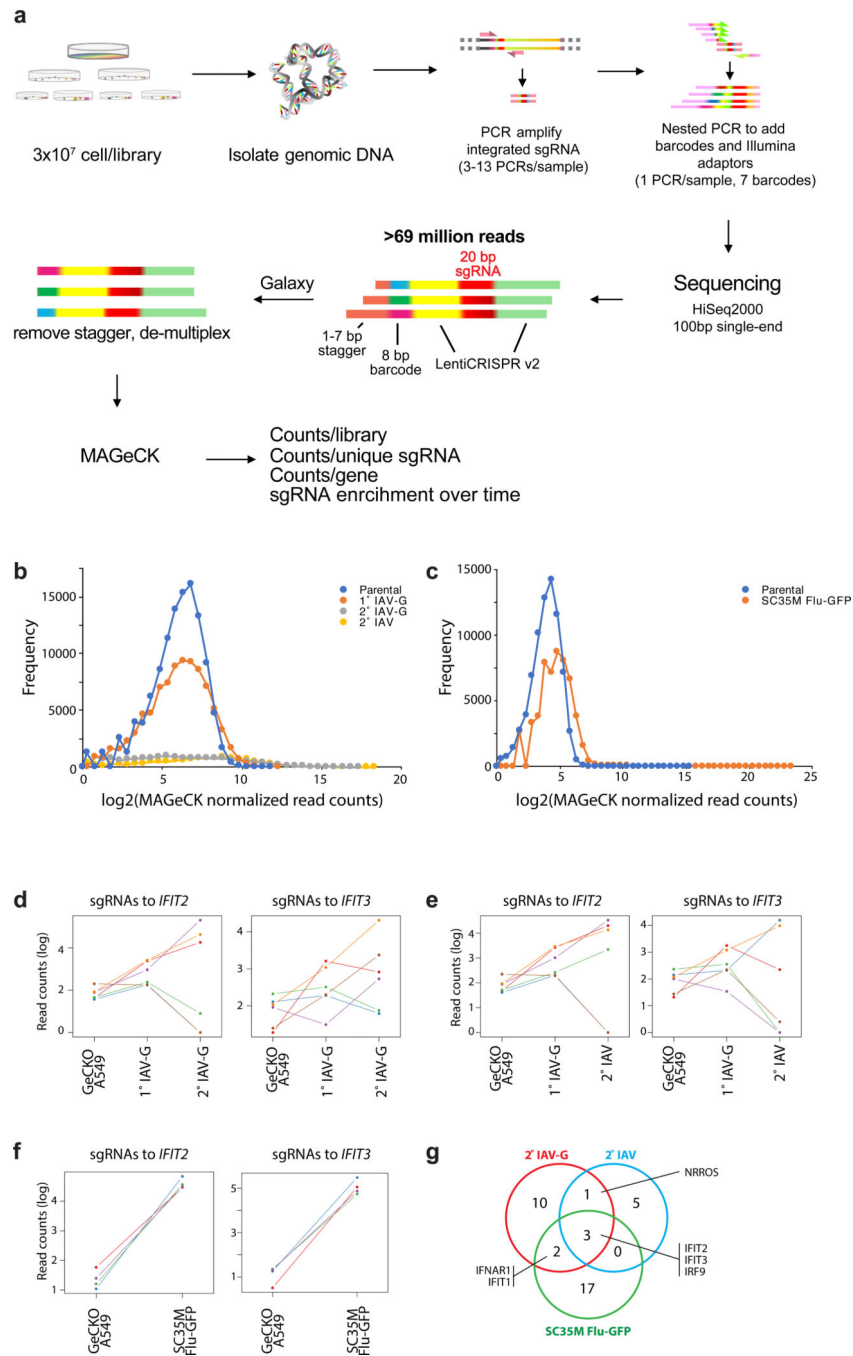 a
3x10⁷ cell/library
Isolate genomic DNA
PCR amplify
integrated sgRNA
(3-13 PCRs/sample)
Nested PCR to add
barcodes and Illumina
adaptors
(1 PCR/sample, 7 barcodes)
Sequencing
HiSeq2000
100bp single-end
>69 million reads
20 bp
sgRNA
1-7 bp
stagger
8 bp
barcode
LentiCRISPR v2
Galaxy
remove stagger, de-multiplex
MAGeCK
Counts/library
Counts/unique sgRNA
Counts/gene
sgRNA enrcihment over time
b
Frequency
15000
10000
5000
0
0 5 10 15 20
log2(MAGeCK normalized read counts)
Parental
1° IAV-G
2° IAV-G
2° IAV
c
Frequency
15000
10000
5000
0
0 5 10 15 20 25
log2(MAGeCK normalized read counts)
Parental
SC35M Flu-GFP
d
sgRNAs to IFIT2
Read counts (log)
4
2
0
GeCKO
A549
1° IAV-G
2° IAV-G
sgRNAs to IFIT3
4
3
2
GeCKO
A549
1° IAV-G
2° IAV-G
e
sgRNAs to IFIT2
Read counts (log)
4
3
2
1
0
GeCKO
A549
1° IAV-G
2° IAV
sgRNAs to IFIT3
4
3
2
1
0
GeCKO
A549
1° IAV-G
2° IAV
f
sgRNAs to IFIT2
Read counts (log)
4
3
2
1
GeCKO
A549
SC35M
Flu-GFP
sgRNAs to IFIT3
5
3
1
GeCKO
A549
SC35M
Flu-GFP
g
2° IAV-G
2° IAV
NRROS
10
1
5
3
2
0
IFIT2
IFIT3
IRF9
IFNAR1
IFIT1
17
SC35M Flu-GFP